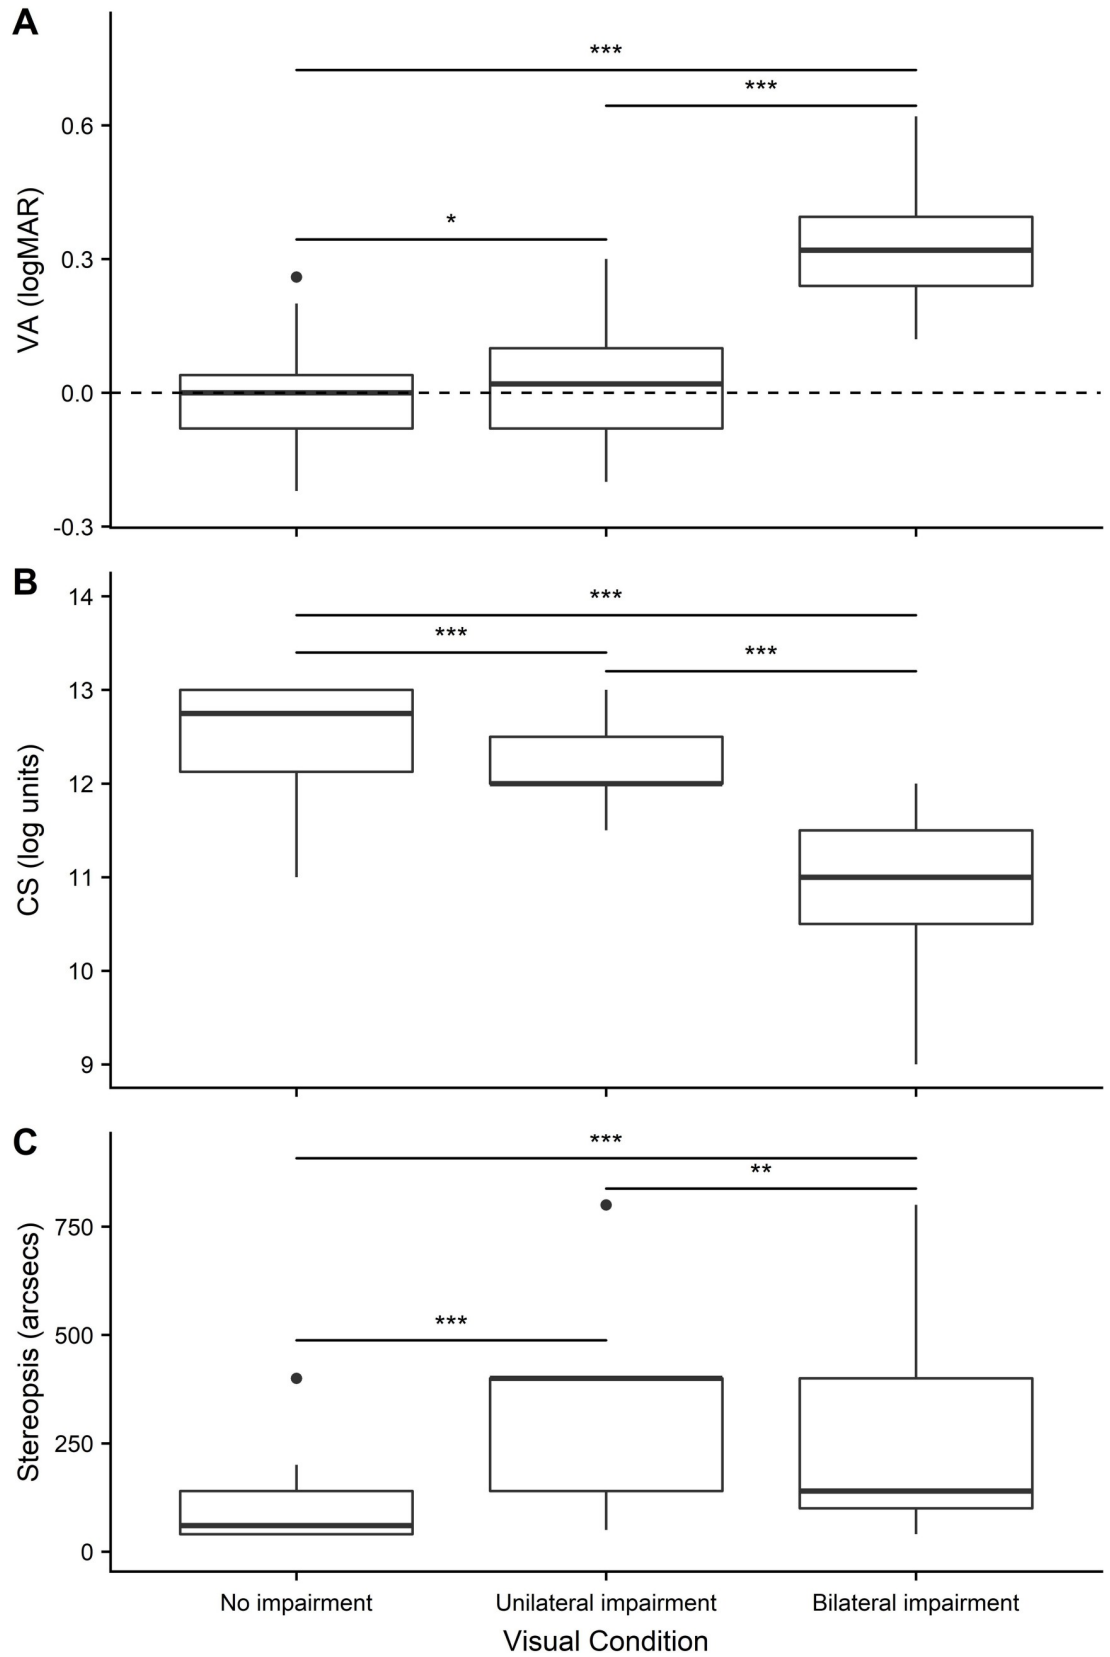 A
***
***
0.6
*
0.3
0.0
-0.3
VA (logMAR)
B
14
***
***
***
13
12
11
10
9
CS (log units)
C
***
**
750
***
500
250
0
Stereopsis (arcsecs)
No impairment Unilateral impairment Bilateral impairment
Visual Condition